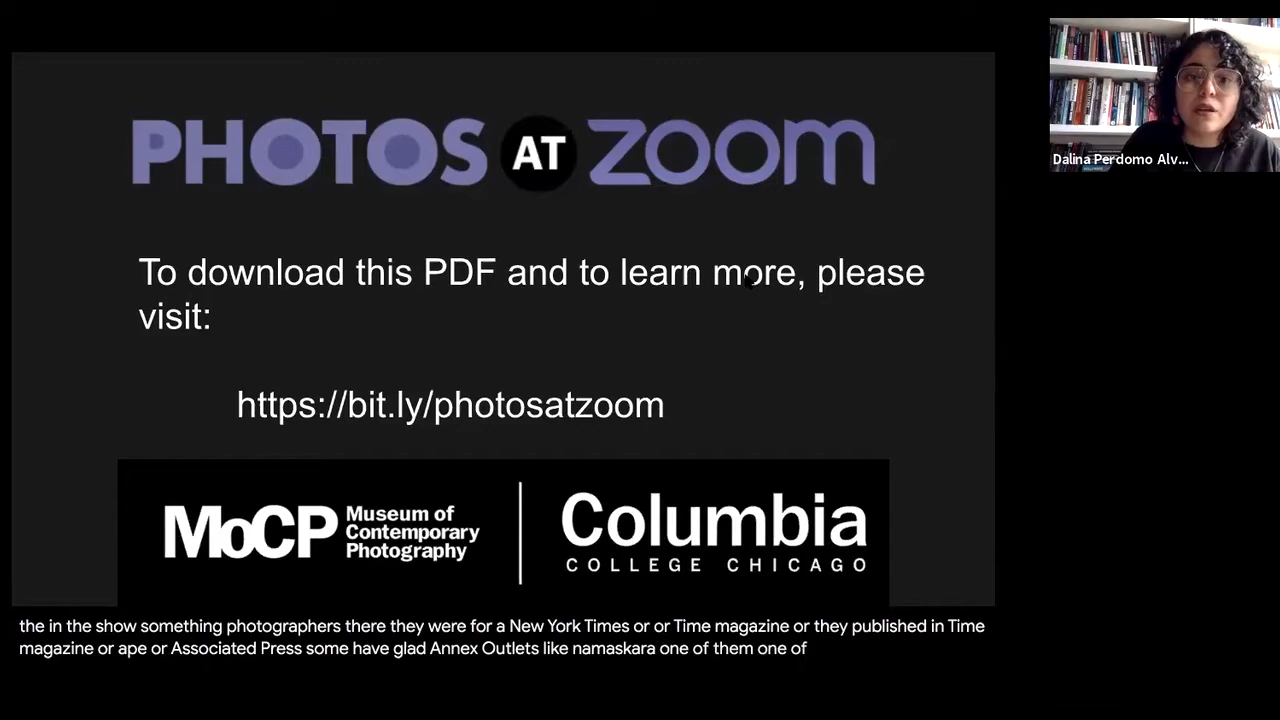 PHOTOS AT zoom
Dalina Perdomo Alv...
To download this PDF and to learn more, please
visit:
https://bit.ly/photosatzoom
MoCP
Museum of
Contemporary
Photography
Columbia
COLLEGE CHICAGO
the in the show something photographers there they were for a New York Times or or Time magazine or they published in Time
magazine or ape or Associated Press some have glad Annex Outlets like namaskara one of them one of